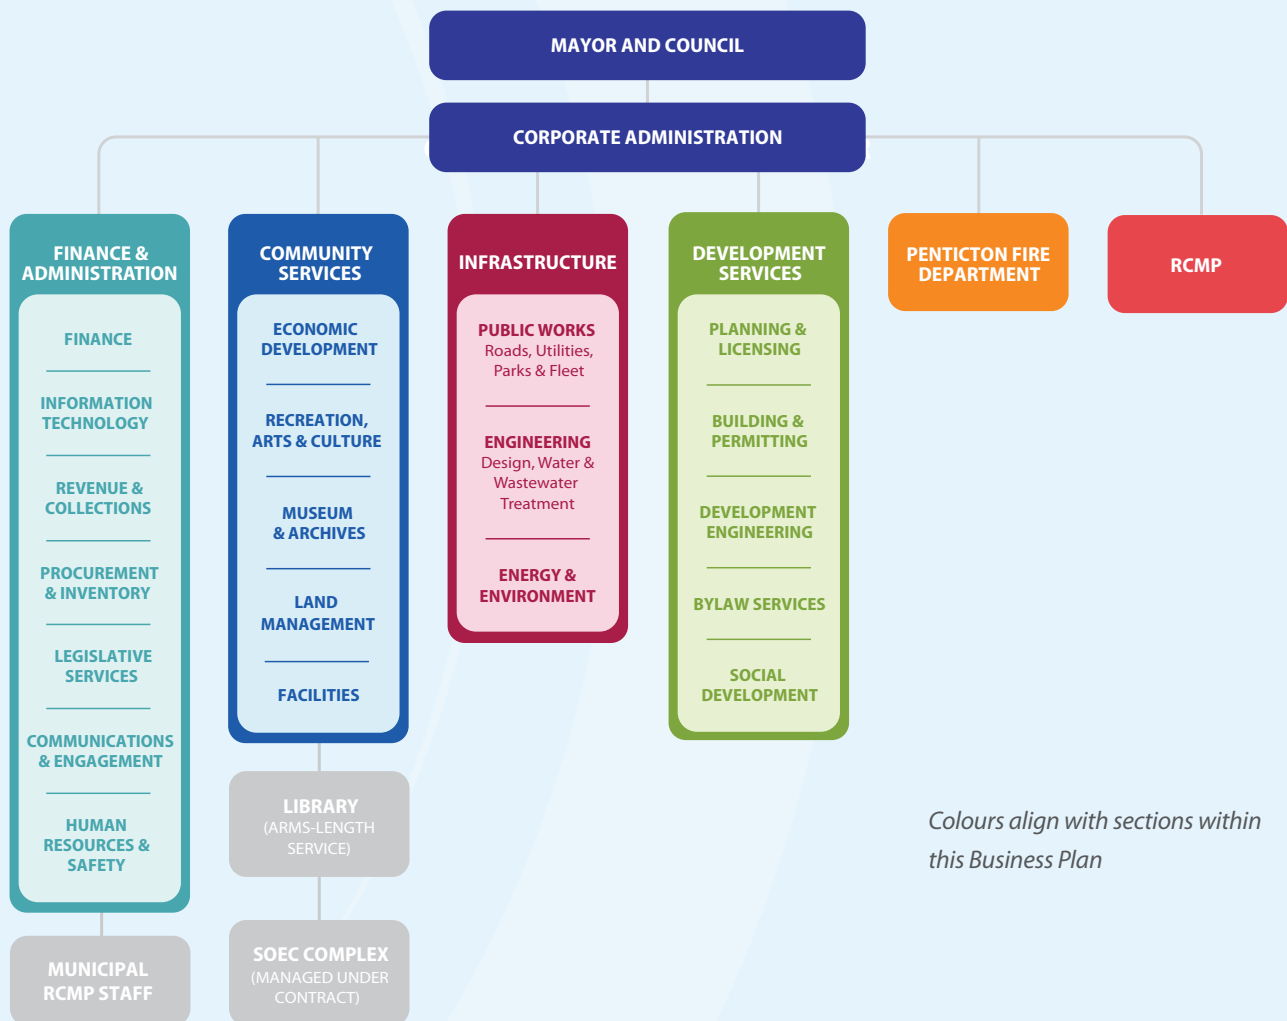 MAYOR AND COUNCIL
CORPORATE ADMINISTRATION
FINANCE &
ADMINISTRATION
FINANCE
INFORMATION
TECHNOLOGY
REVENUE &
COLLECTIONS
PROCUREMENT
& INVENTORY
LEGISLATIVE
SERVICES
COMMUNICATIONS
& ENGAGEMENT
HUMAN
RESOURCES &
SAFETY
MUNICIPAL
RCMP STAFF
COMMUNITY
SERVICES
ECONOMIC
DEVELOPMENT
RECREATION,
ARTS & CULTURE
MUSEUM
& ARCHIVES
LAND
MANAGEMENT
FACILITIES
LIBRARY
(ARMS-LENGTH
SERVICE)
SOEC COMPLEX
(MANAGED UNDER
CONTRACT)
INFRASTRUCTURE
PUBLIC WORKS
Roads, Utilities,
Parks & Fleet
ENGINEERING
Design, Water &
Wastewater
Treatment
ENERGY &
ENVIRONMENT
DEVELOPMENT
SERVICES
PLANNING &
LICENSING
BUILDING &
PERMITTING
DEVELOPMENT
ENGINEERING
BYLAW SERVICES
SOCIAL
DEVELOPMENT
PENTICTON FIRE
DEPARTMENT
RCMP
Colours align with sections within
this Business Plan